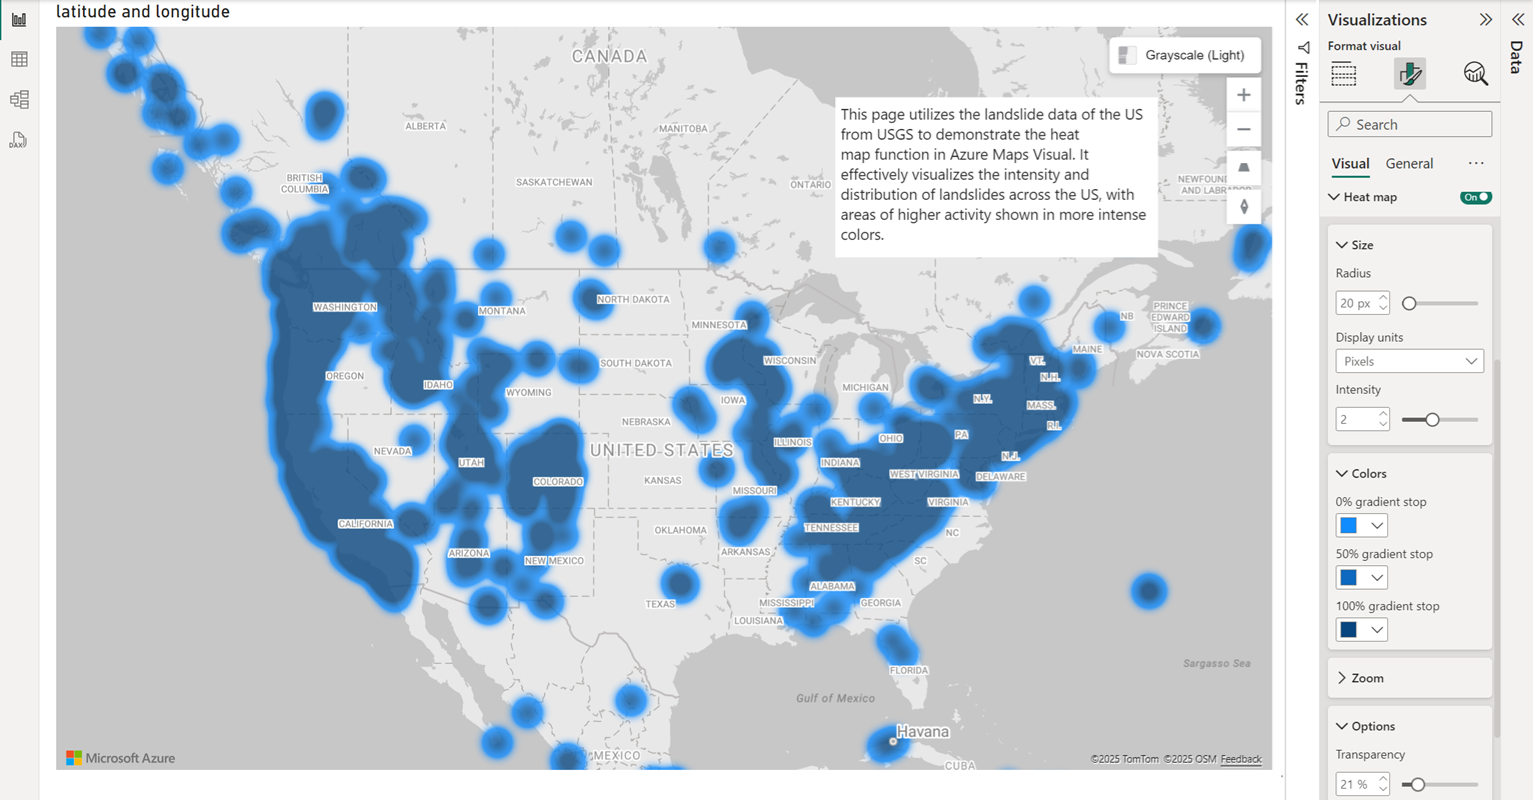 latitude and longitude
CANADA
Grayscale (Light)
ALBERTA
MANITOBA
This page utilizes the landslide data of the US
from USGS to demonstrate the heat
map function in Azure Maps Visual. It
effectively visualizes the intensity and
distribution of landslides across the US, with
areas of higher activity shown in more intense
colors.
BRITISH
COLUMBIA
SASKATCHEWAN
ONTARIO
NEWFOUND
AND LABRADOR
WASHINGTON
MONTANA
NORTH DAKOTA
MINNESOTA
NB
PRINCE
EDWARD
ISLAND
MAINE
NOVA SCOTIA
OREGON
IDAHO
SOUTH DAKOTA
WISCONSIN
VT.
N.H.
WYOMING
MICHIGAN
IOWA
N.Y.
MASS.
R.I.
NEBRASKA
NEVADA
UTAH
UNITED STATES
ILLINOIS
OHIO
PA
N.J.
COLORADO
KANSAS
MISSOURI
INDIANA
WEST VIRGINIA
DELAWARE
KENTUCKY
VIRGINIA
CALIFORNIA
OKLAHOMA
TENNESSEE
NC
ARIZONA
NEW MEXICO
ARKANSAS
SC
ALABAMA
TEXAS
MISSISSIPPI
GEORGIA
LOUISIANA
FLORIDA
Sargasso Sea
Gulf of Mexico
Havana
MEXICO
CUBA
Microsoft Azure
©2025 TomTom ©2025 OSM Feedback
Filters
Visualizations
Format visual
Search
Visual General
Heat map On
Size
Radius
20 px
Display units
Pixels
Intensity
2
Colors
0% gradient stop
50% gradient stop
100% gradient stop
Zoom
Options
Transparency
21 %
Data
DAX